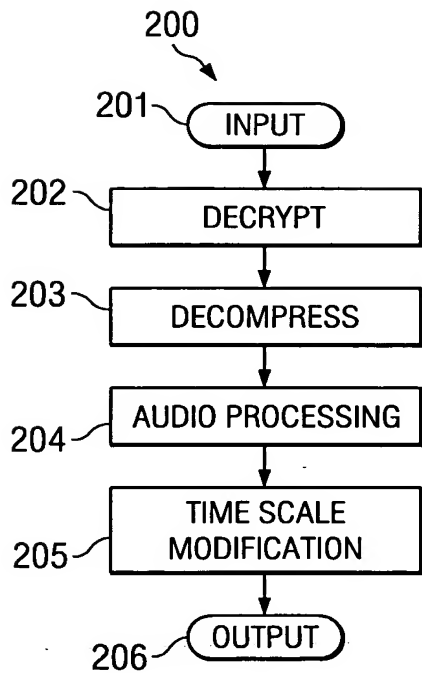 200
201
INPUT
202
DECRYPT
203
DECOMPRESS
AUDIO PROCESSING
204
TIME SCALE
MODIFICATION
205
OUTPUT
206